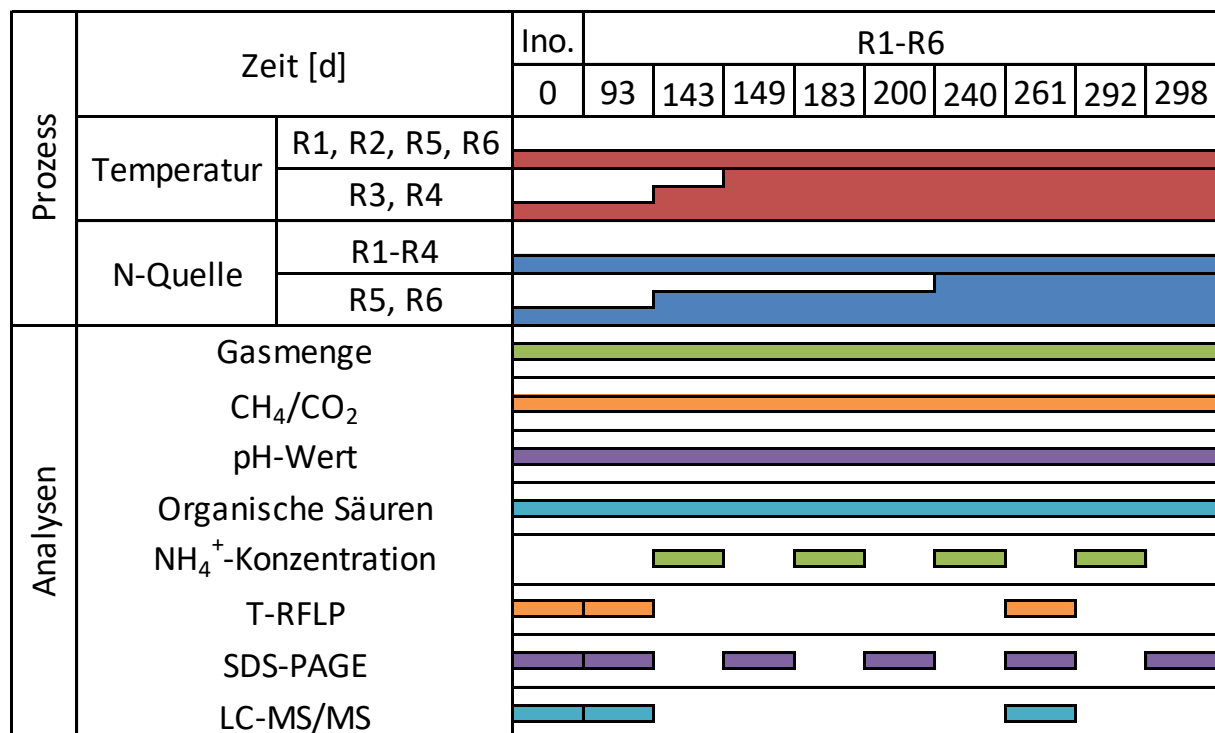 Ino. R1-R6
Zeit [d]
0 93 143 149 183 200 240 261 292 298
Prozess
Temperatur
R1, R2, R5, R6
R3, R4
N-Quelle
R1-R4
R5, R6
Analysen
Gasmenge
CH₄/CO₂
pH-Wert
Organische Säuren
NH₄⁺-Konzentration
T-RFLP
SDS-PAGE
LC-MS/MS